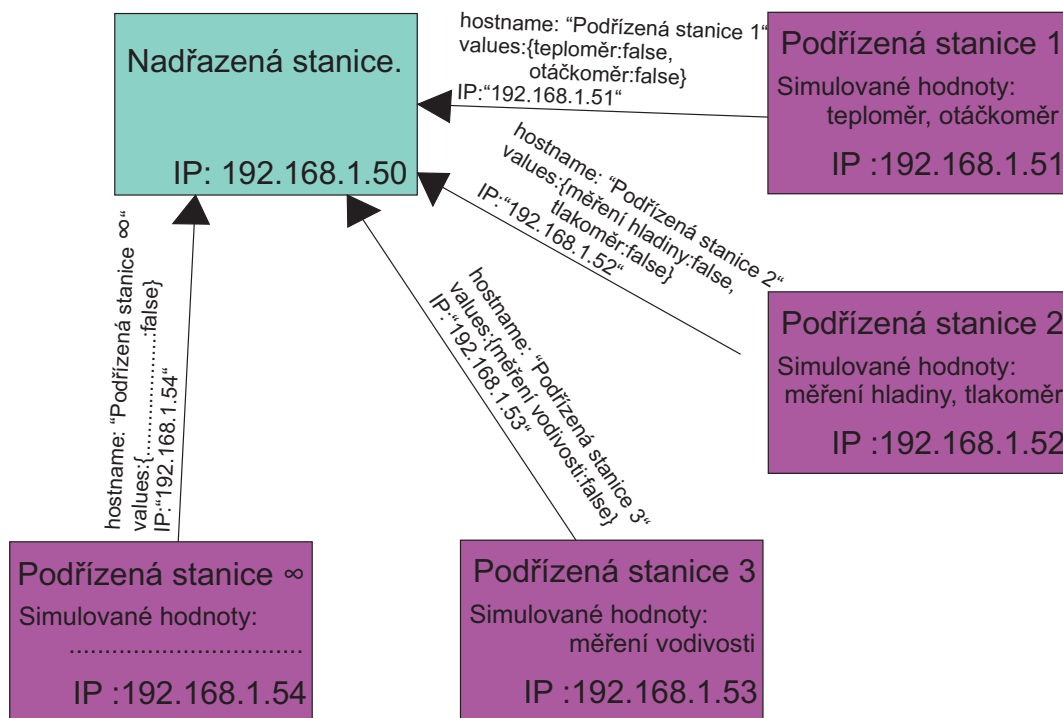 Nadřazená stanice.
IP: 192.168.1.50
hostname: “Podřízená stanice 1“
values:{teploměr:false,
otáčkoměr:false}
IP:“192.168.1.51“
Podřízená stanice 1
Simulované hodnoty:
teploměr, otáčkoměr
IP :192.168.1.51
hostname: “Podřízená stanice 2“
values:{měření hladiny:false,
tlakoměr:false}
IP:“192.168.1.52“
Podřízená stanice 2
Simulované hodnoty:
měření hladiny, tlakoměr
IP :192.168.1.52
hostname: “Podřízená stanice 3“
values:{měření vodivosti:false}
IP:“192.168.1.53“
Podřízená stanice 3
Simulované hodnoty:
měření vodivosti
IP :192.168.1.53
hostname: “Podřízená stanice ∞“
values:{......................:false}
IP:“192.168.1.54“
Podřízená stanice ∞
Simulované hodnoty:
.................................
IP :192.168.1.54